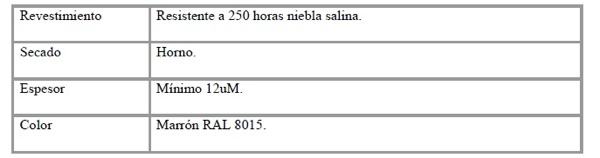 Revestimiento Resistente a 250 horas niebla salina.
Secado Horno.
Espesor Mínimo 12uM.
Color Marrón RAL 8015.